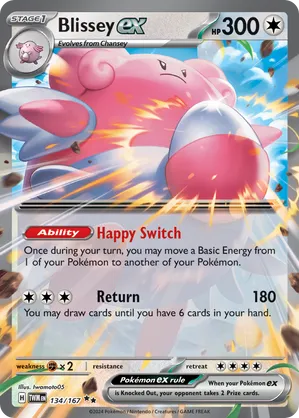 STAGE 1
Blissey ex
HP 300
Evolves from Chansey
Ability Happy Switch
Once during your turn, you may move a Basic Energy from
1 of your Pokémon to another of your Pokémon.
Return 180
You may draw cards until you have 6 cards in your hand.
weakness ×2 resistance retreat
Illus. Iwamoto05
H TWM EN 134/167 ★★
Pokémon ex rule
When your Pokémon ex
is Knocked Out, your opponent takes 2 Prize cards.
©2024 Pokémon / Nintendo / Creatures / GAME FREAK